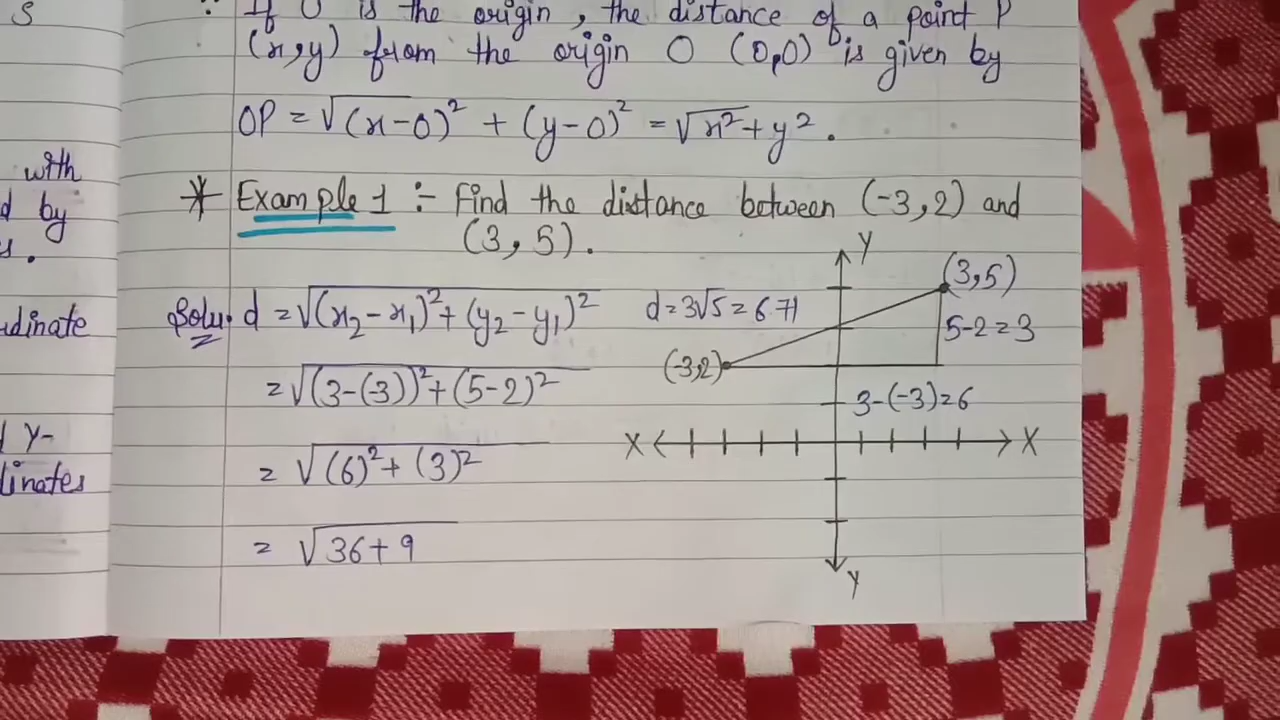 s
with
d by
s.
rdinate
d y-
dinates
∴ If O is the origin, the distance of a point P
(x,y) from the origin O (0,0) is given by
OP = √(x-0)² + (y-0)² = √x²+y².
* Example 1 :- Find the distance between (-3,2) and
(3,5).
Solu. d = √(x₂-x₁)²+(y₂-y₁)²
= √(3-(-3))²+(5-2)²
= √(6)²+(3)²
= √36+9
Y
(3,5)
d=3√5=6.71
5-2=3
(-3,2)
3-(-3)=6
X X
Y